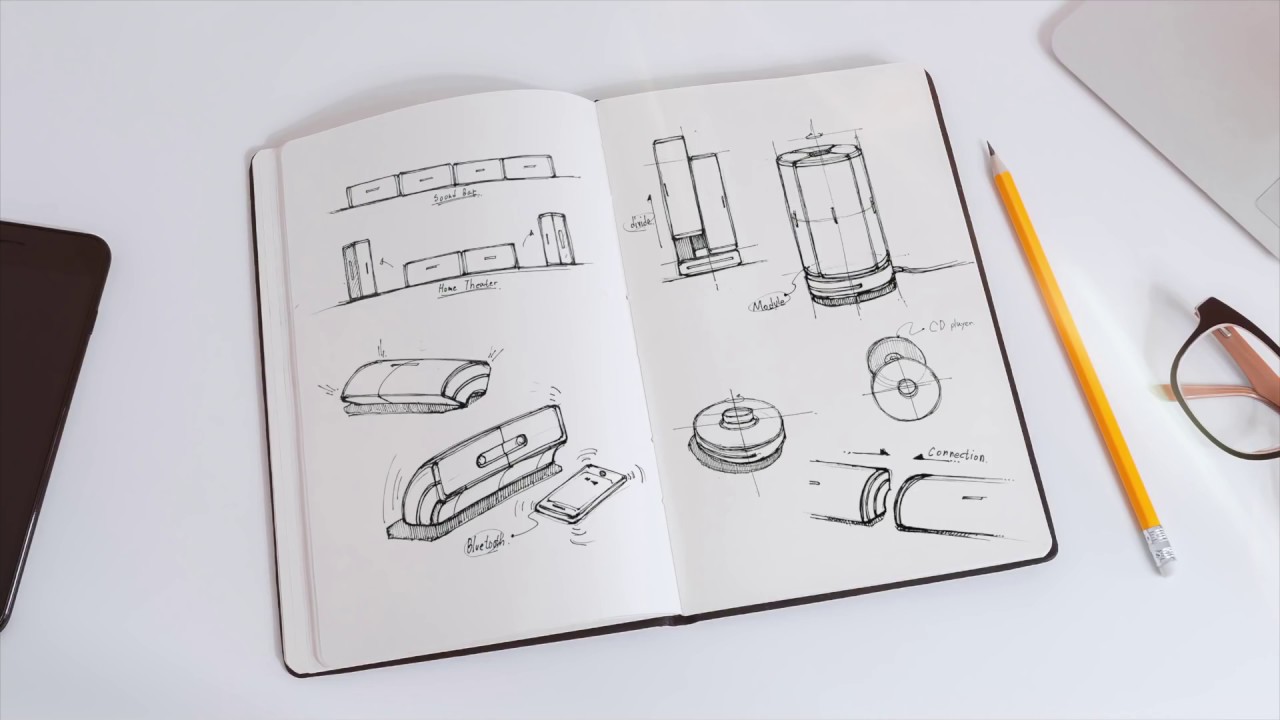 Sound Bar
Home Theater
Bluetooth.
divide
Module
CD player
Connection.